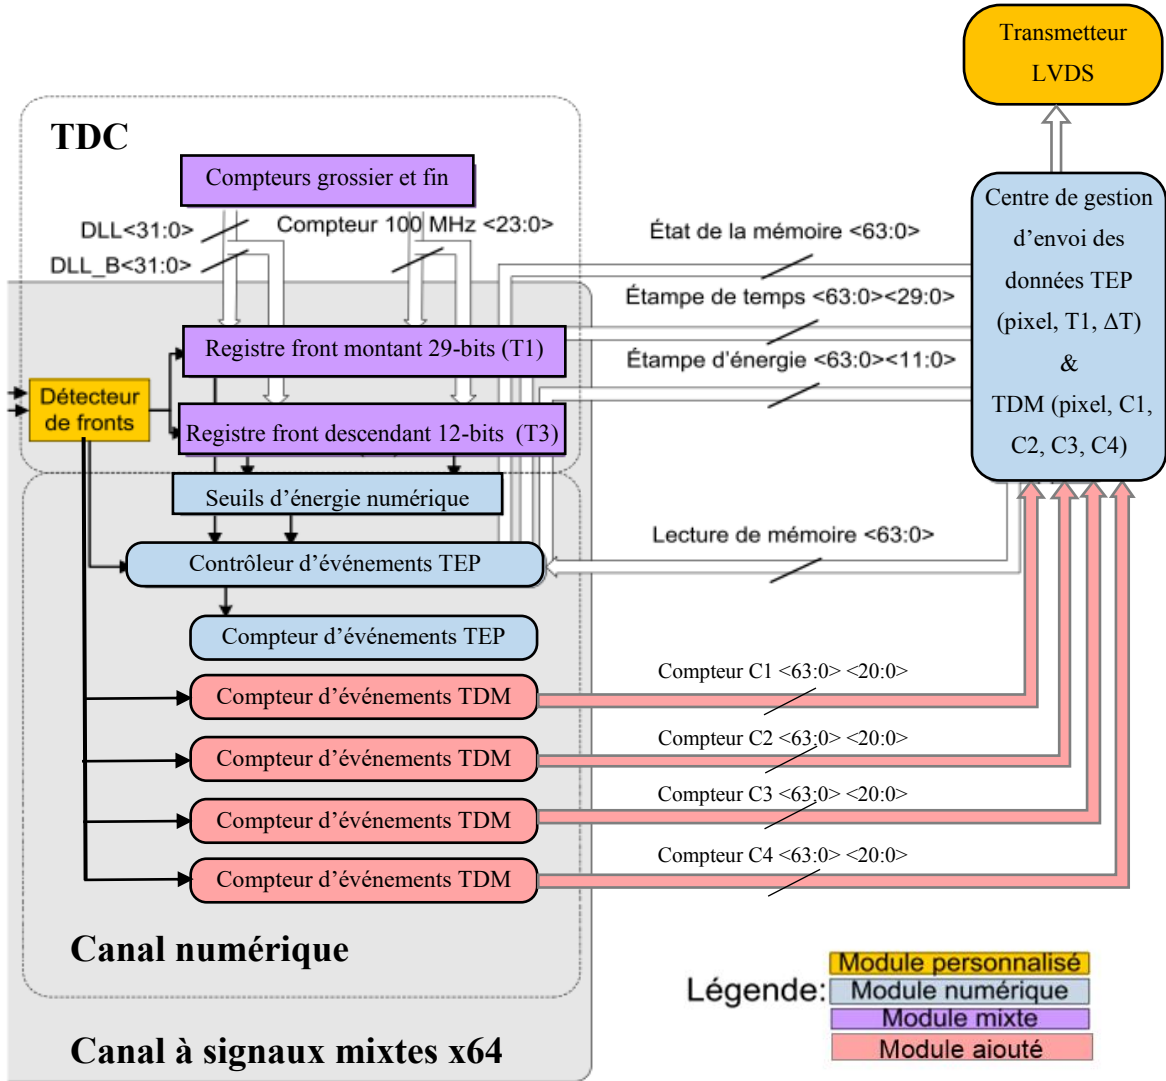 Transmetteur
LVDS
TDC
Compteurs grossier et fin
DLL<31:0>
Compteur 100 MHz <23:0>
DLL_B<31:0>
État de la mémoire <63:0>
Étampe de temps <63:0><29:0>
Étampe d'énergie <63:0><11:0>
Centre de gestion
d’envoi des
données TEP
(pixel, T1, ΔT)
&
TDM (pixel, C1,
C2, C3, C4)
Registre front montant 29-bits (T1)
Détecteur
de fronts
Registre front descendant 12-bits (T3)
Seuils d’énergie numérique
Contrôleur d’événements TEP
Lecture de mémoire <63:0>
Compteur d’événements TEP
Compteur d’événements TDM
Compteur C1 <63:0> <20:0>
Compteur d’événements TDM
Compteur C2 <63:0> <20:0>
Compteur d’événements TDM
Compteur C3 <63:0> <20:0>
Compteur d’événements TDM
Compteur C4 <63:0> <20:0>
Canal numérique
Canal à signaux mixtes x64
Légende:
Module personnalisé
Module numérique
Module mixte
Module aiouté